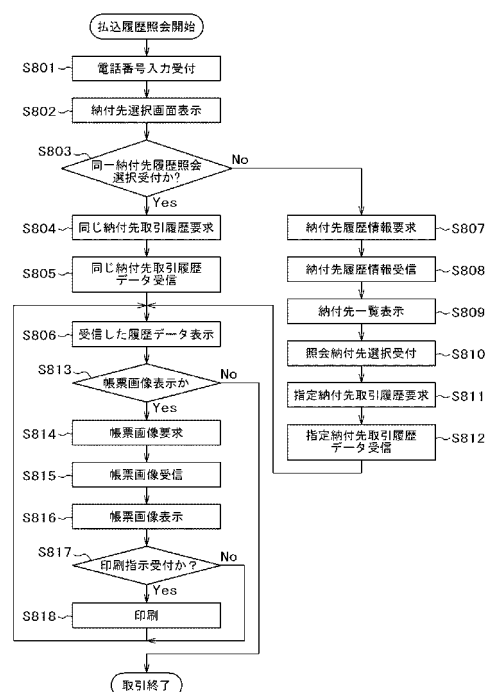 払込履歴照会開始
S801
電話番号入力受付
S802
納付先選択画面表示
S803
同一納付先履歴照会
選択受付か?
No
Yes
S804
同じ納付先取引履歴要求
S805
同じ納付先取引履歴
データ受信
S806
受信した履歴データ表示
S813
帳票画像表示か
No
Yes
S814
帳票画像要求
S815
帳票画像受信
S816
帳票画像表示
S817
印刷指示受付か?
No
Yes
S818
印刷
取引終了
納付先履歴情報要求
S807
納付先履歴情報受信
S808
納付先一覧表示
S809
照会納付先選択受付
S810
指定納付先取引履歴要求
S811
指定納付先取引履歴
データ受信
S812